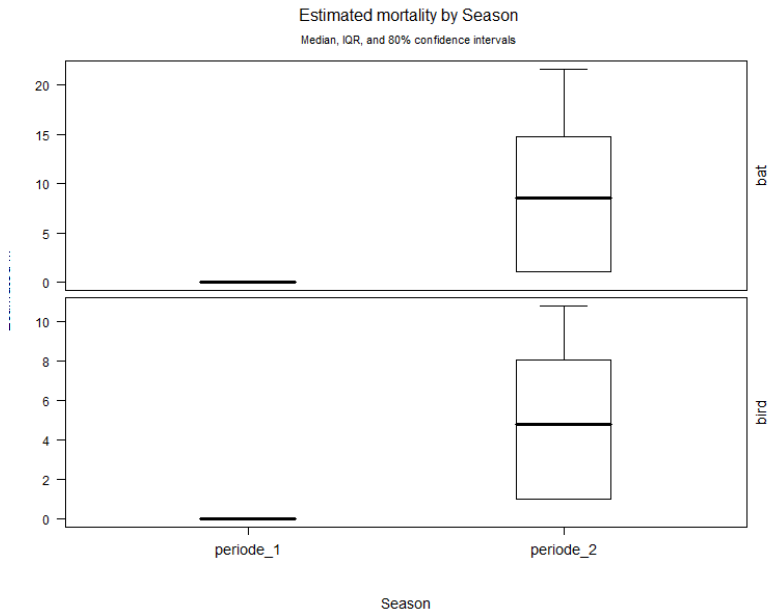 Estimated mortality by Season
Median, IQR, and 80% confidence intervals
20
15
10
5
0
bat
10
8
6
4
2
0
bird
periode_1
periode_2
Season